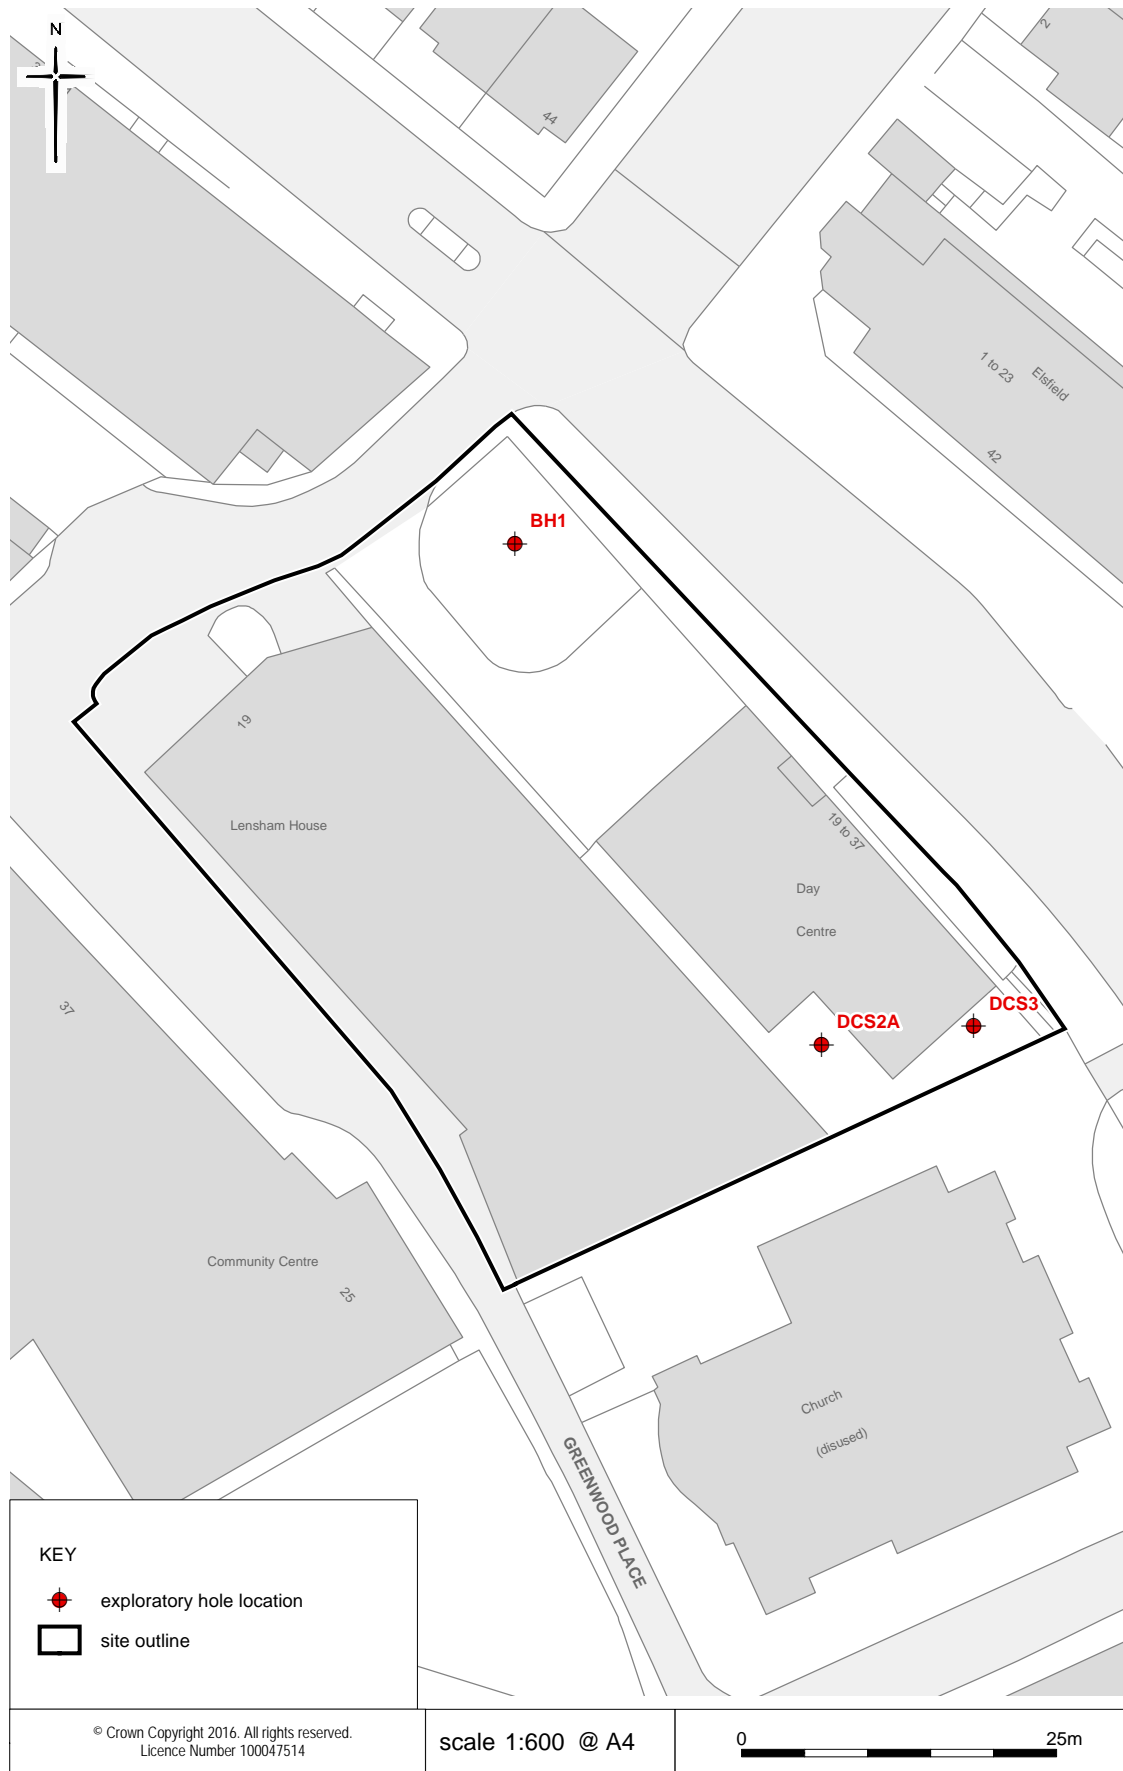 N
44
2
1 to 23
Elsfield
42
BH1
19
Lensham House
19 to 37
Day
Centre
DCS3
DCS2A
37
Community Centre
25
Church
(disused)
GREENWOOD PLACE
KEY
exploratory hole location
site outline
© Crown Copyright 2016. All rights reserved.
Licence Number 100047514
scale 1:600 @ A4
0 25m